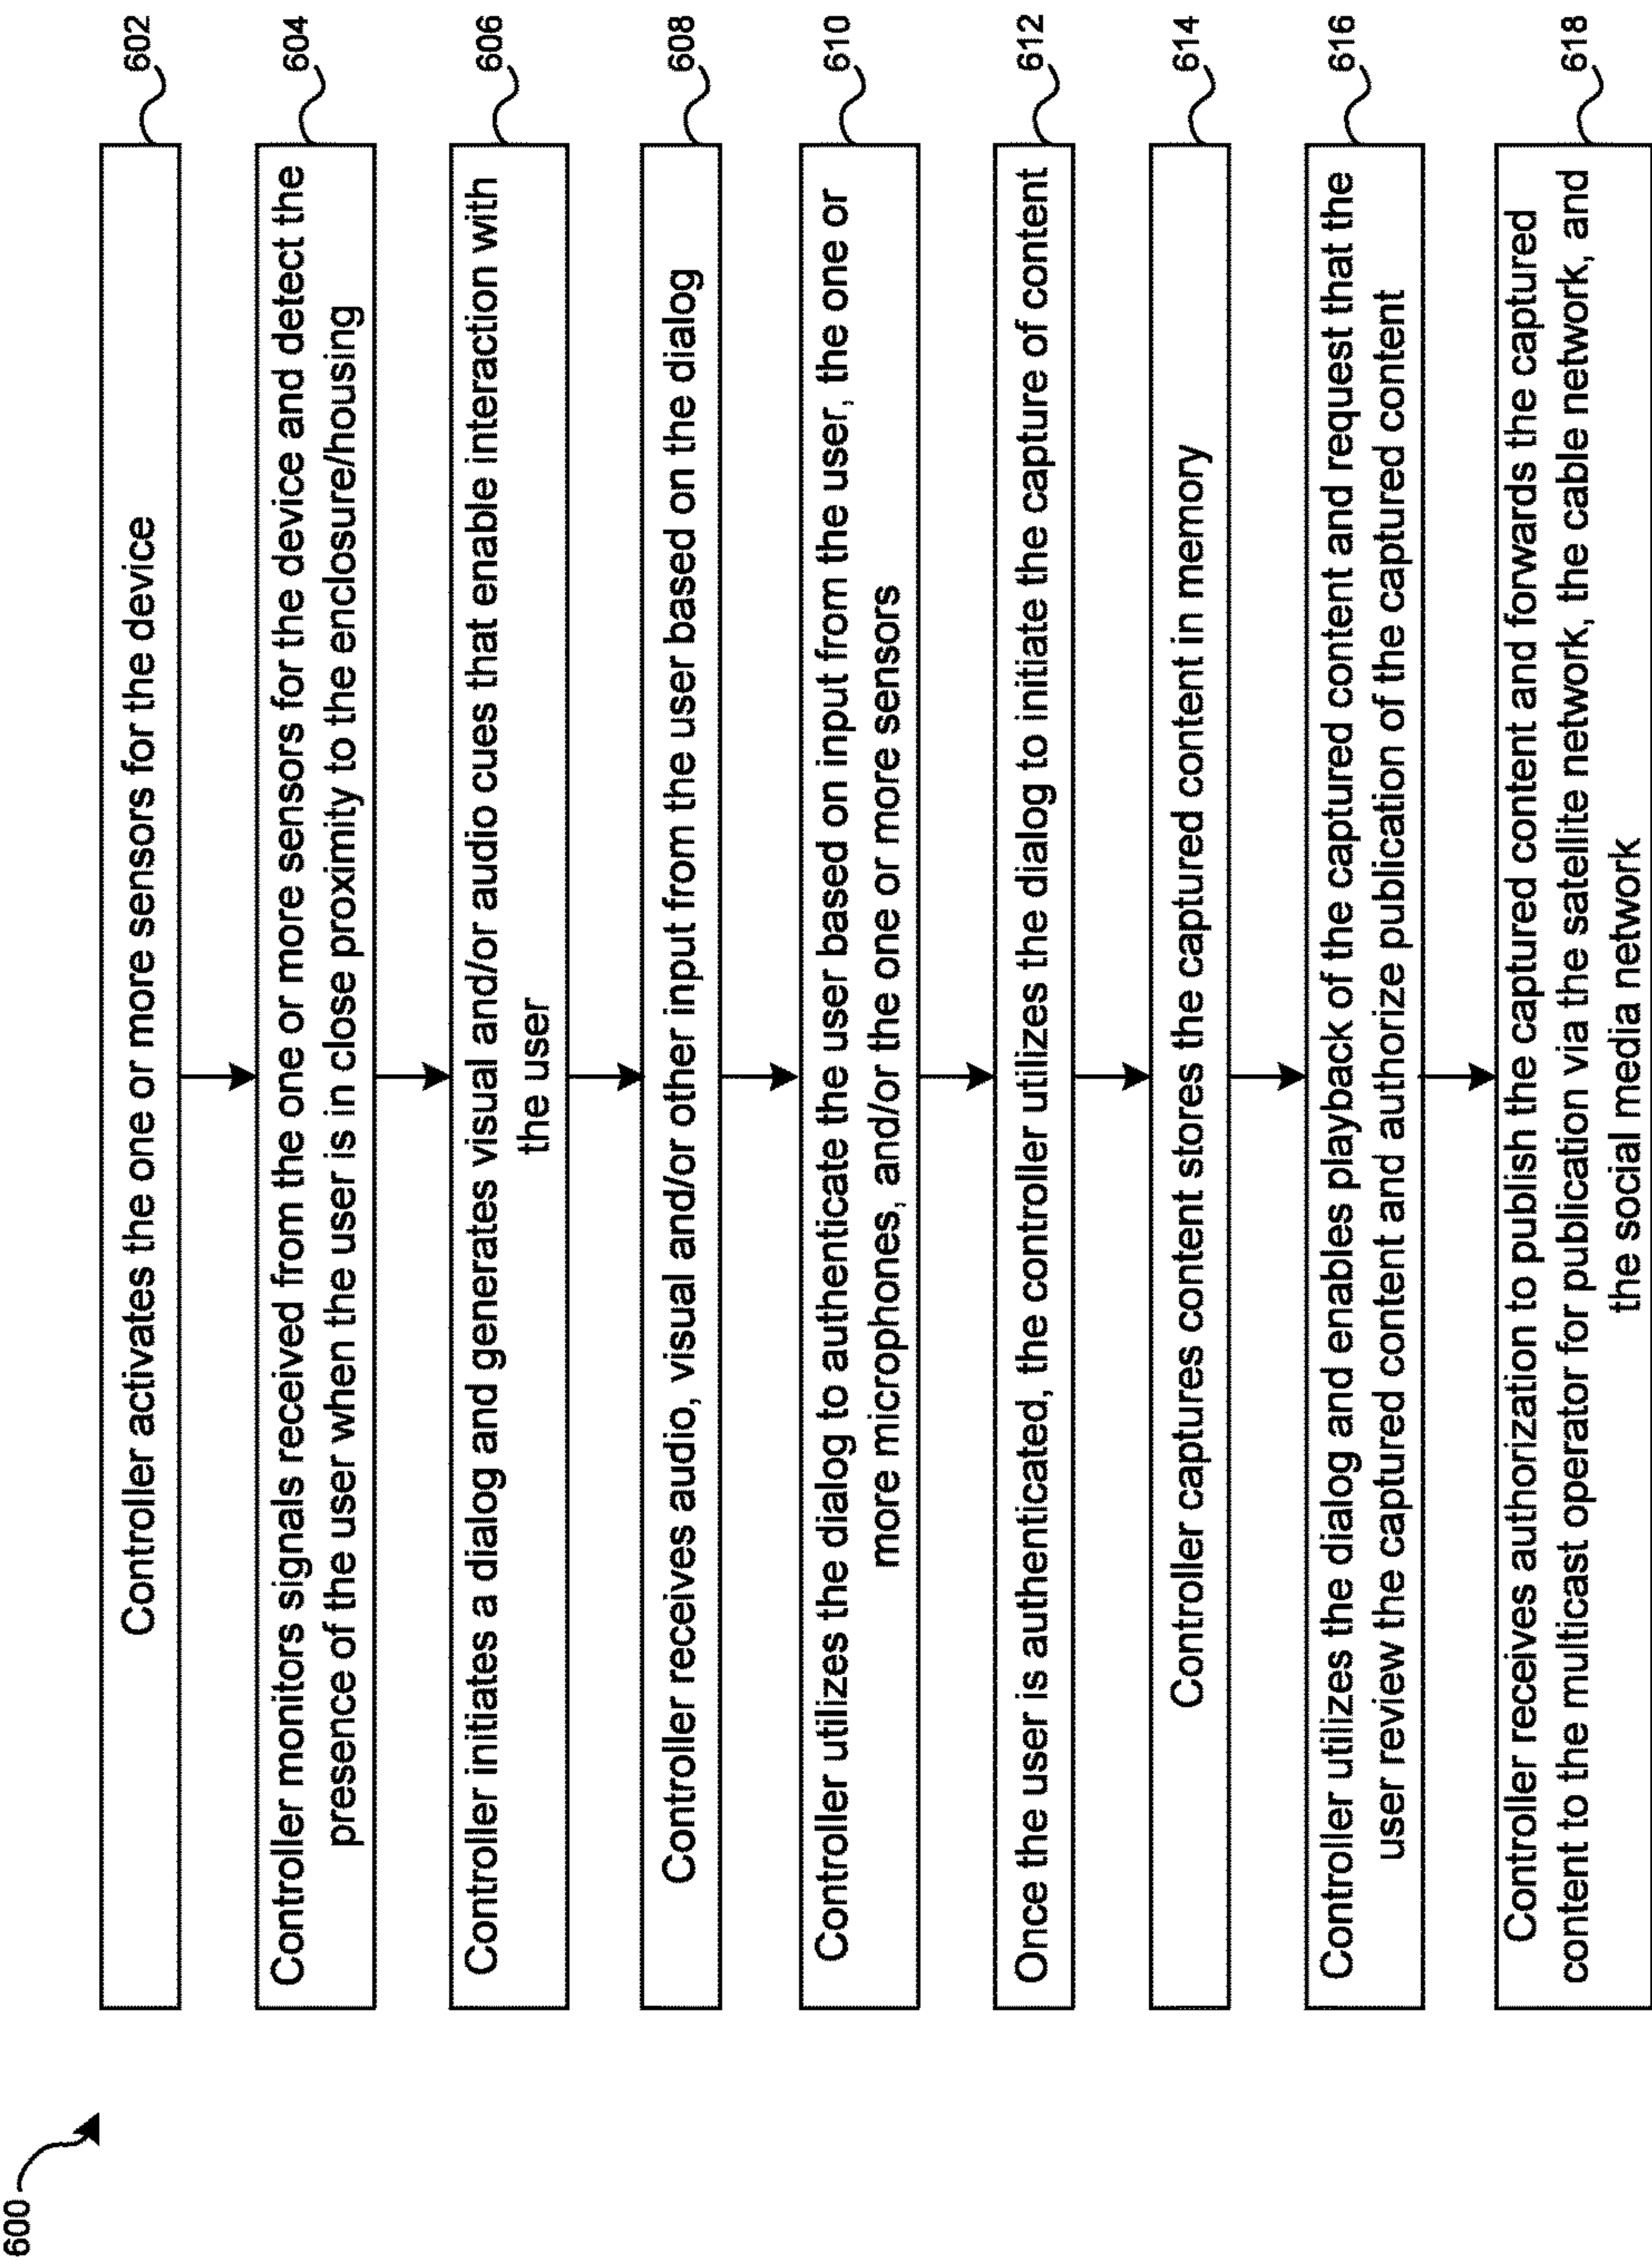 600
Controller activates the one or more sensors for the device
602
Controller monitors signals received from the one or more sensors for the device and detect the
presence of the user when the user is in close proximity to the enclosure/housing
604
Controller initiates a dialog and generates visual and/or audio cues that enable interaction with
the user
606
Controller receives audio, visual and/or other input from the user based on the dialog
608
Controller utilizes the dialog to authenticate the user based on input from the user, the one or
more microphones, and/or the one or more sensors
610
Once the user is authenticated, the controller utilizes the dialog to initiate the capture of content
612
Controller captures content stores the captured content in memory
614
Controller utilizes the dialog and enables playback of the captured content and request that the
user review the captured content and authorize publication of the captured content
616
Controller receives authorization to publish the captured content and forwards the captured
content to the multicast operator for publication via the satellite network, the cable network, and
the social media network
618